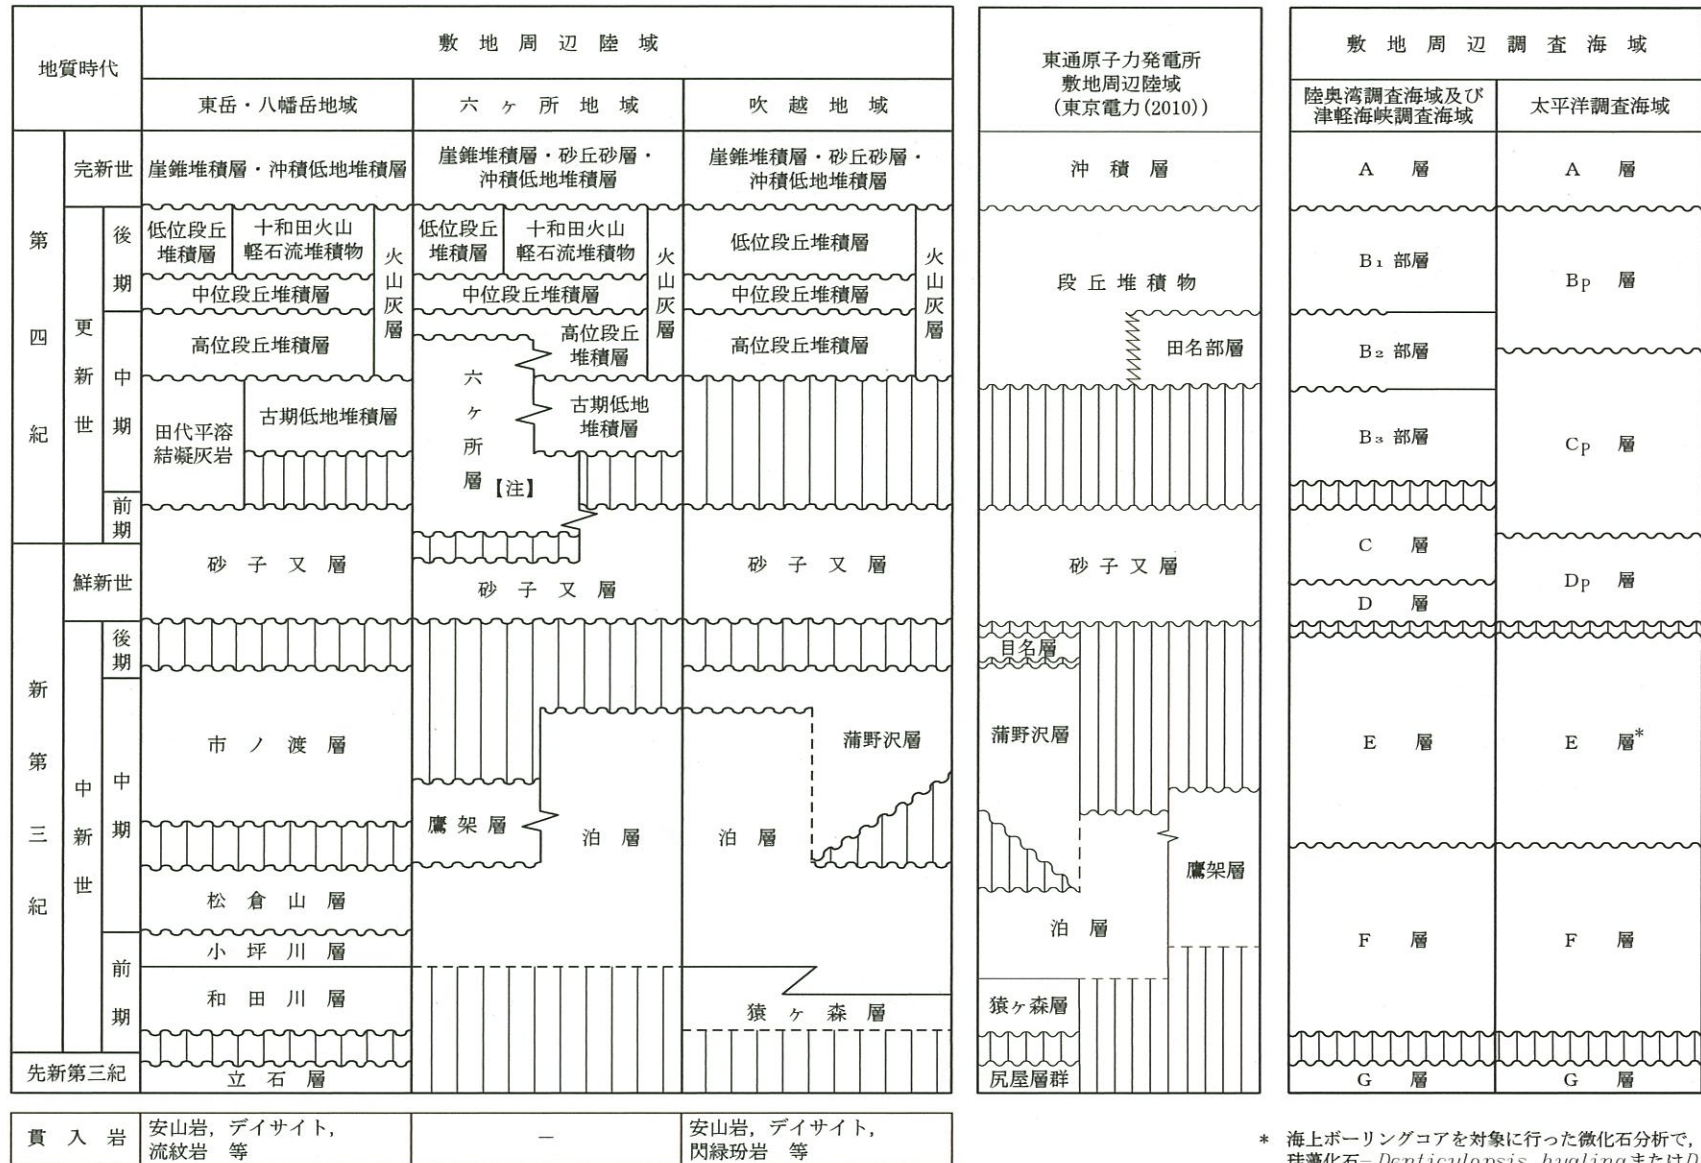 地質時代
敷地周辺陸域
東岳・八幡岳地域
六ヶ所地域
吹越地域
東通原子力発電所
敷地周辺陸域
(東京電力(2010))
敷地周辺調査海域
陸奥湾調査海域及び
津軽海峡調査海域
太平洋調査海域
第四紀
完新世
更新世
後期
中期
前期
新第三紀
鮮新世
中新世
後期
中期
前期
先新第三紀
崖錐堆積層・沖積低地堆積層
低位段丘
堆積層
十和田火山
軽石流堆積物
火山灰層
中位段丘堆積層
高位段丘堆積層
田代平溶
結凝灰岩
古期低地堆積層
砂子又層
市ノ渡層
松倉山層
小坪川層
和田川層
立石層
崖錐堆積層・砂丘砂層・
沖積低地堆積層
低位段丘
堆積層
十和田火山
軽石流堆積物
火山灰層
中位段丘堆積層
高位段丘
堆積層
六ヶ所層
【注】
古期低地
堆積層
砂子又層
鷹架層
泊層
崖錐堆積層・砂丘砂層・
沖積低地堆積層
低位段丘堆積層
火山灰層
中位段丘堆積層
高位段丘堆積層
砂子又層
蒲野沢層
泊層
猿ヶ森層
沖積層
段丘堆積物
田名部層
砂子又層
目名層
蒲野沢層
鷹架層
泊層
猿ヶ森層
尻屋層群
A 層
B₁ 部層
B₂ 部層
B₃ 部層
C 層
D 層
E 層
F 層
G 層
A 層
Bp 層
Cp 層
Dp 層
E 層*
F 層
G 層
貫入岩
安山岩，デイサイト，
流紋岩 等
－
安山岩，デイサイト，
閃緑玢岩 等
* 海上ボーリングコアを対象に行った微化石分析で，